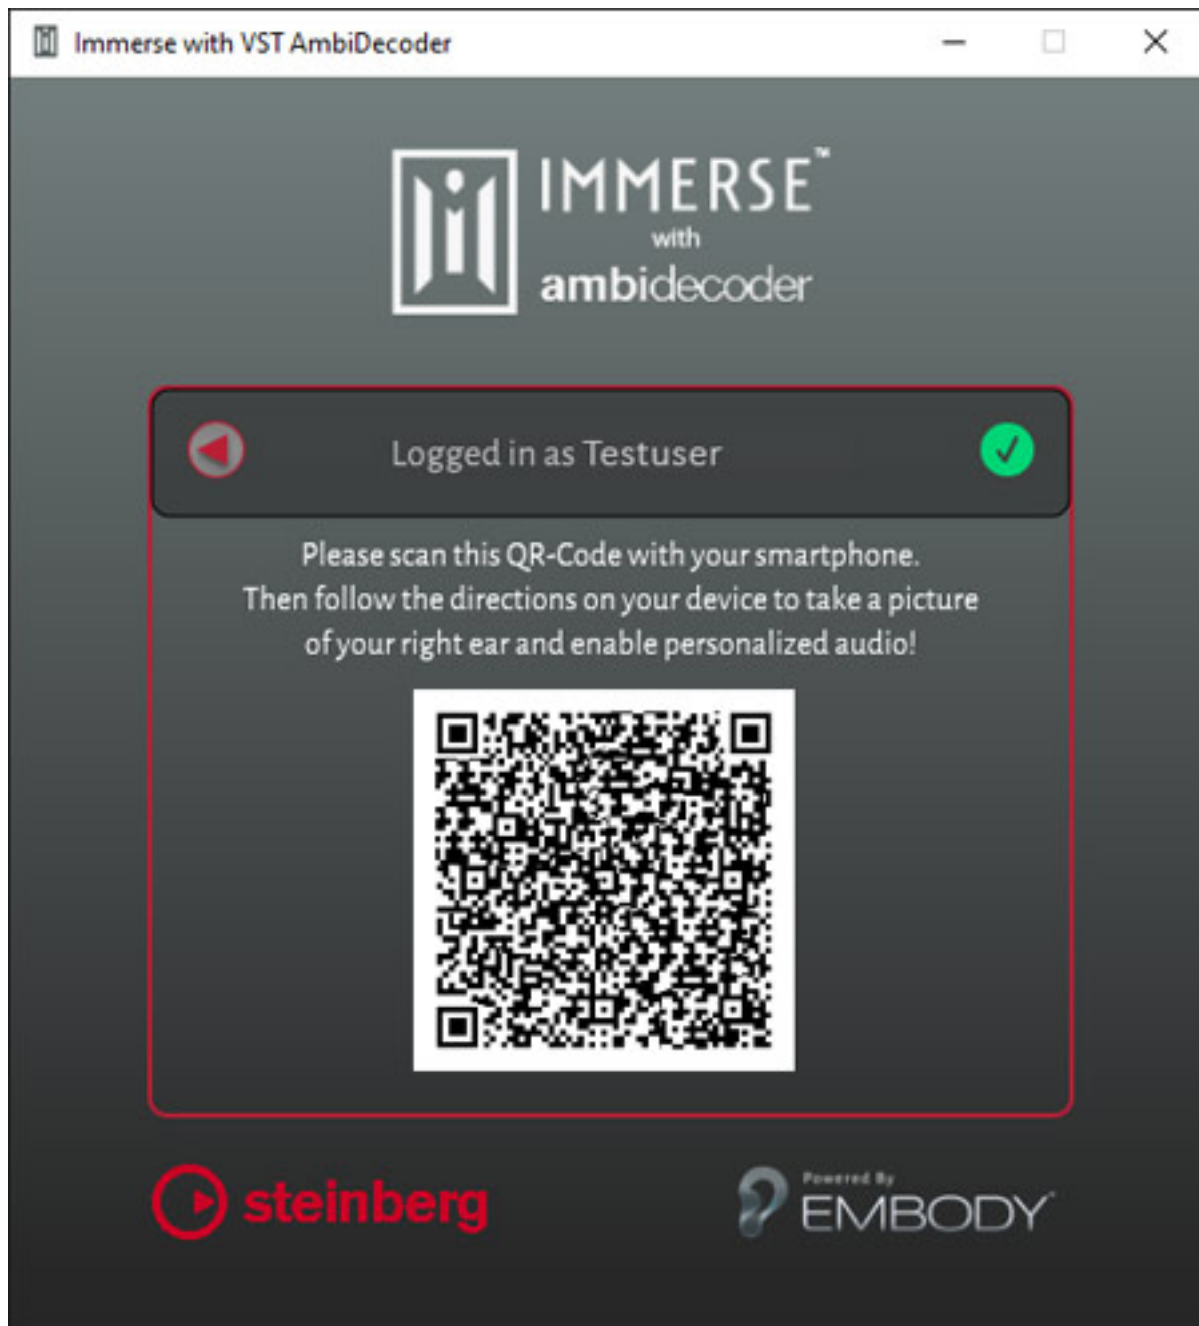 Immerse with VST AmbiDecoder
IMMERSE™
with
ambidecoder
Logged in as Testuser
Please scan this QR-Code with your smartphone.
Then follow the directions on your device to take a picture
of your right ear and enable personalized audio!
steinberg
Powered By
EMBODY